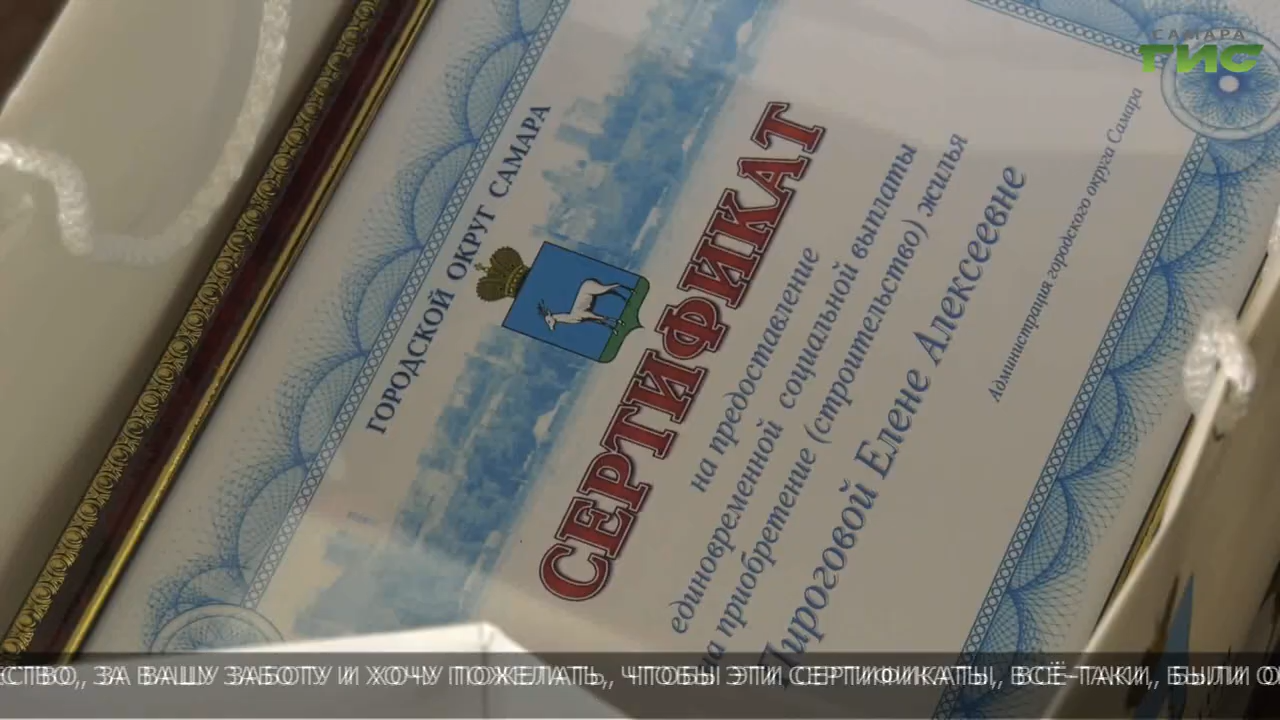 САМАРА
ГИС
ГОРОДСКОЙ ОКРУГ САМАРА
СЕРТИФИКАТ
на предоставление
единовременной социальной выплаты
на приобретение (строительство) жилья
Пироговой Елене Алексеевне
Администрация городского округа Самара
ЗА ВАШУ ЗАБОТУ И ХОЧУ ПОЖЕЛАТЬ, ЧТОБЫ ЭТИ СЕРТИФИКАТЫ, ВСЁ-ТАКИ, БЫЛИ